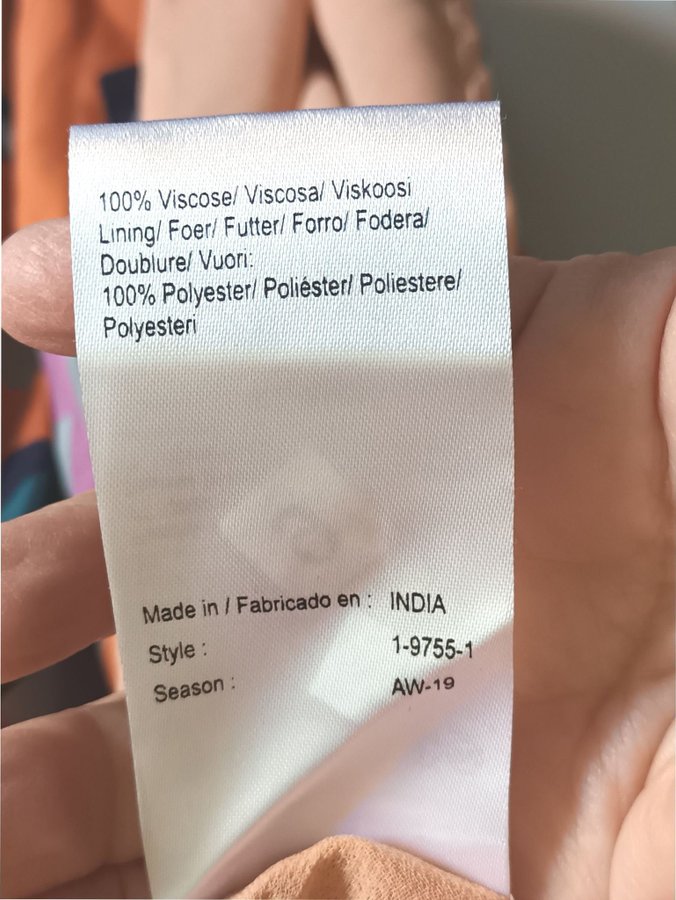 100% Viscose/ Viscosa/ Viskoosi
Lining/ Foer/ Futter/ Forro/ Fodera/
Doublure/ Vuori:
100% Polyester/ Poliéster/ Poliestere/
Polyesteri
Made in / Fabricado en : INDIA
Style : 1-9755-1
Season : AW-19